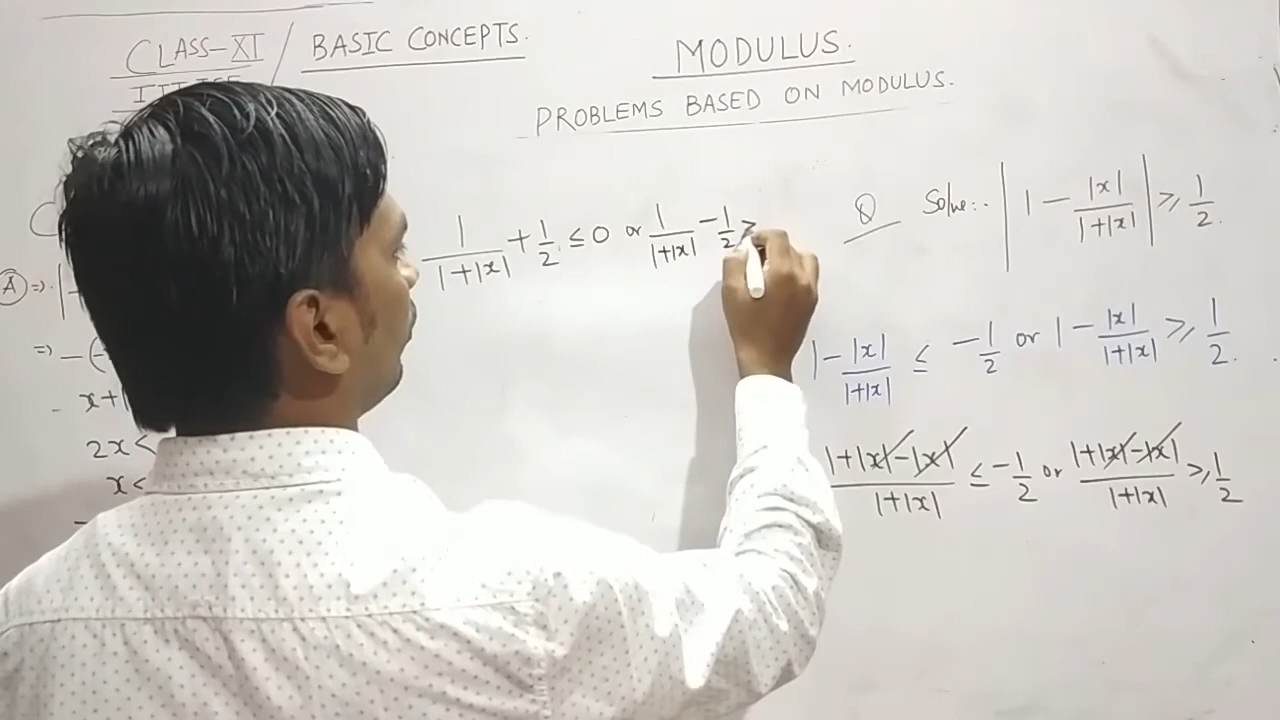 CLASS-XI / BASIC CONCEPTS.
MODULUS.
PROBLEMS BASED ON MODULUS.
Q Solve:- |1 - |x|/(1+|x|)| ≥ 1/2.
1/(1+|x|) + 1/2 ≤ 0 or 1/(1+|x|) - 1/2 ≥
A ⇒
1 - |x|/(1+|x|) ≤ -1/2 or 1 - |x|/(1+|x|) ≥ 1/2.
⇒ -(
x+1
2x <
x <
(1+|x|-|x|)/(1+|x|) ≤ -1/2 or (1+|x|-|x|)/(1+|x|) ≥ 1/2